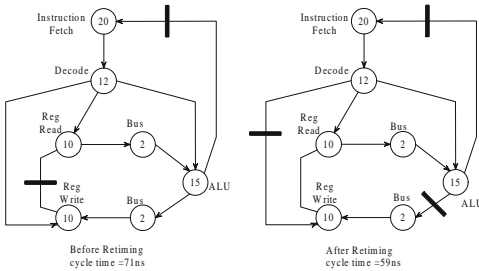 Instruction
Fetch
20
Decode
12
Reg
Read
10
Bus
2
15
ALU
Reg
Write
10
Bus
2
Before Retiming
cycle time =71ns
Instruction
Fetch
20
Decode
12
Reg
Read
10
Bus
2
15
ALU
Reg
Write
10
Bus
2
After Retiming
cycle time =59ns